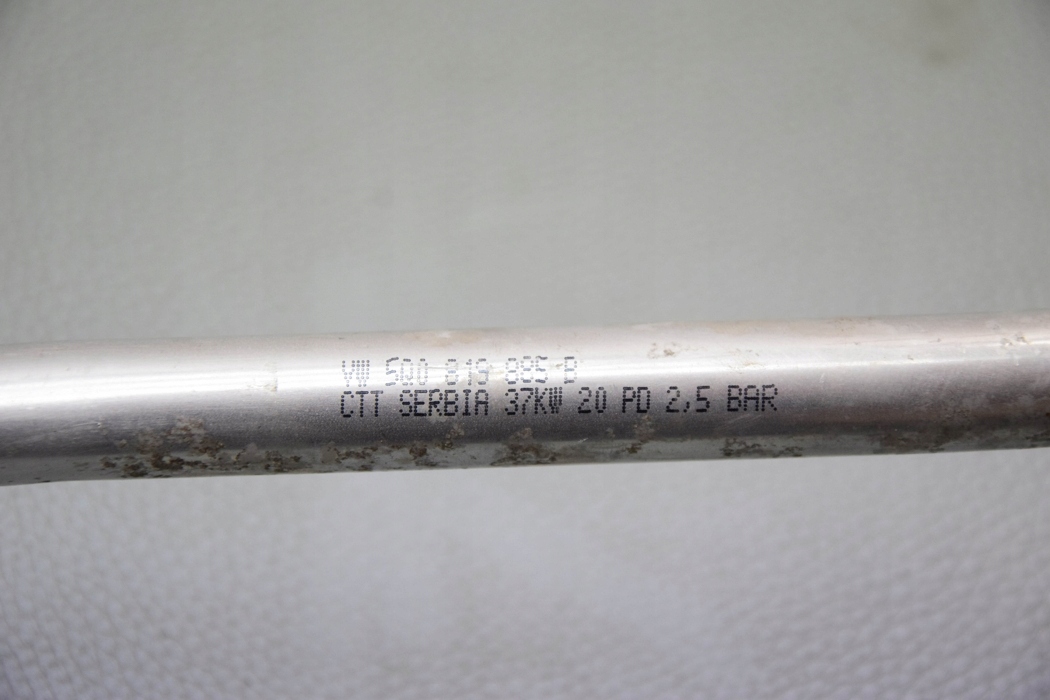 VW 5Q0 819 885 B
CTT SERBIA 37KW 20 PD 2,5 BAR